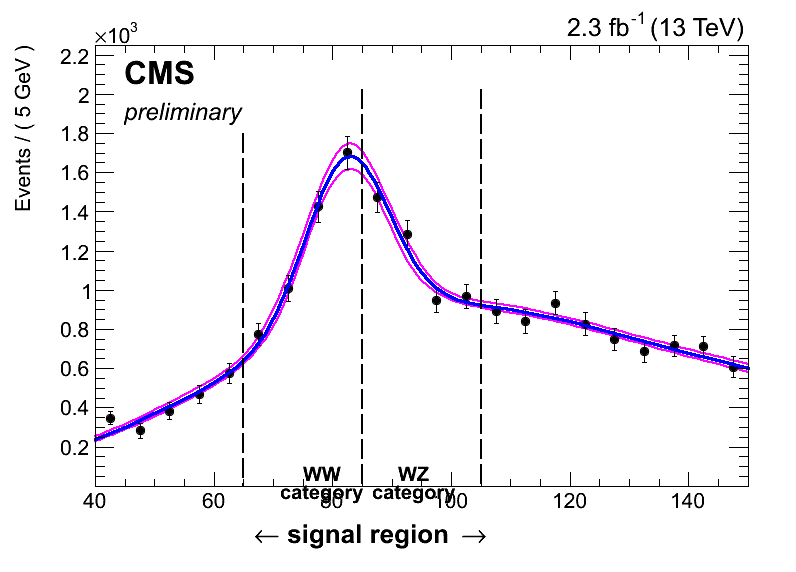 ×10³
2.3 fb⁻¹ (13 TeV)
Events / ( 5 GeV )
CMS
preliminary
2.2
2
1.8
1.6
1.4
1.2
1
0.8
0.6
0.4
0.2
WW WZ
category category
40 60 80 100 120 140
← signal region →